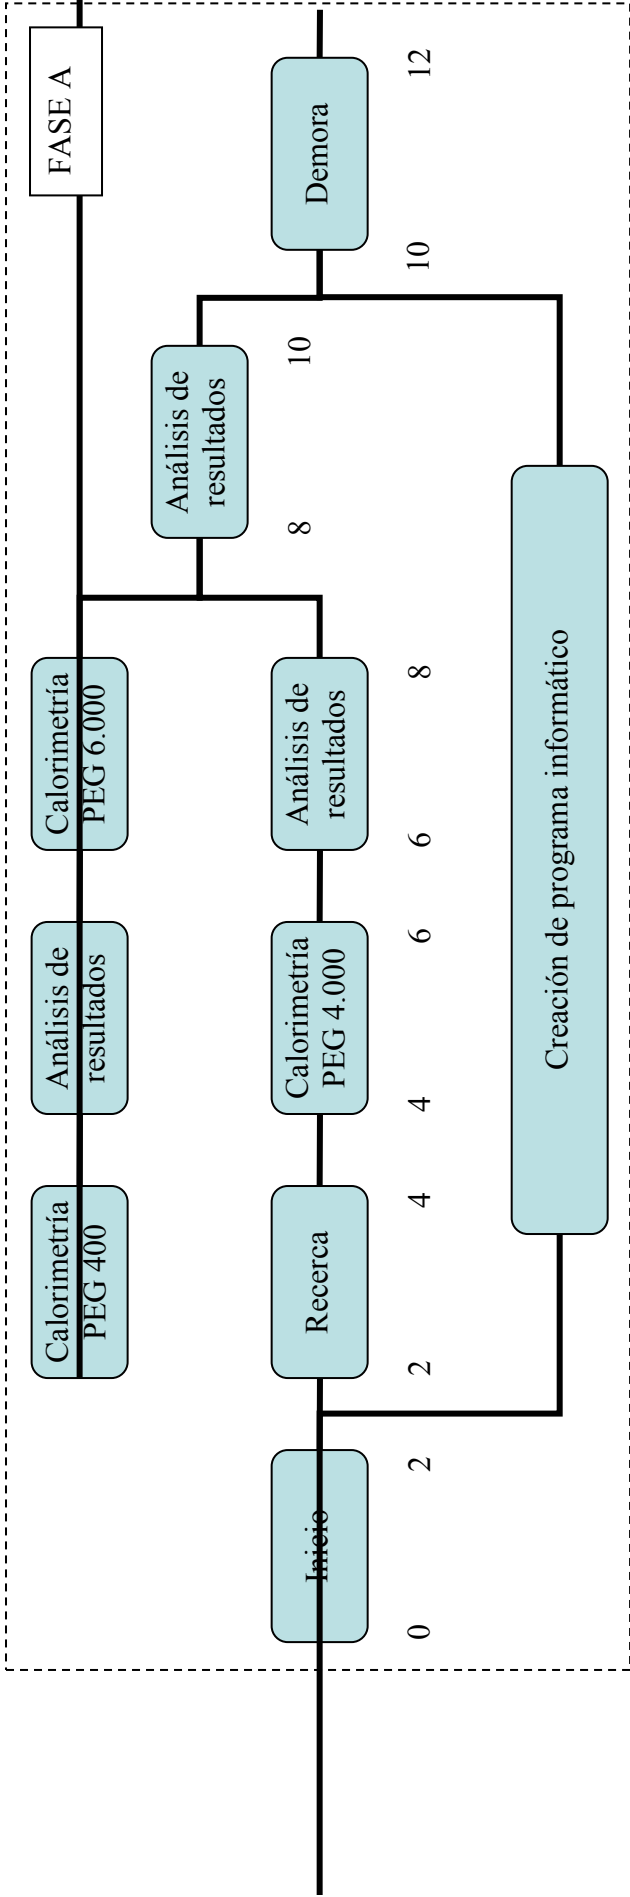 FASE A
Calorimetría
PEG 400
Análisis de
resultados
Calorimetría
PEG 6.000
Análisis de
resultados
8
10
Inicio
Recerca
Calorimetría
PEG 4.000
Análisis de
resultados
Demora
0
2
2
4
4
6
6
8
10
12
Creación de programa informático